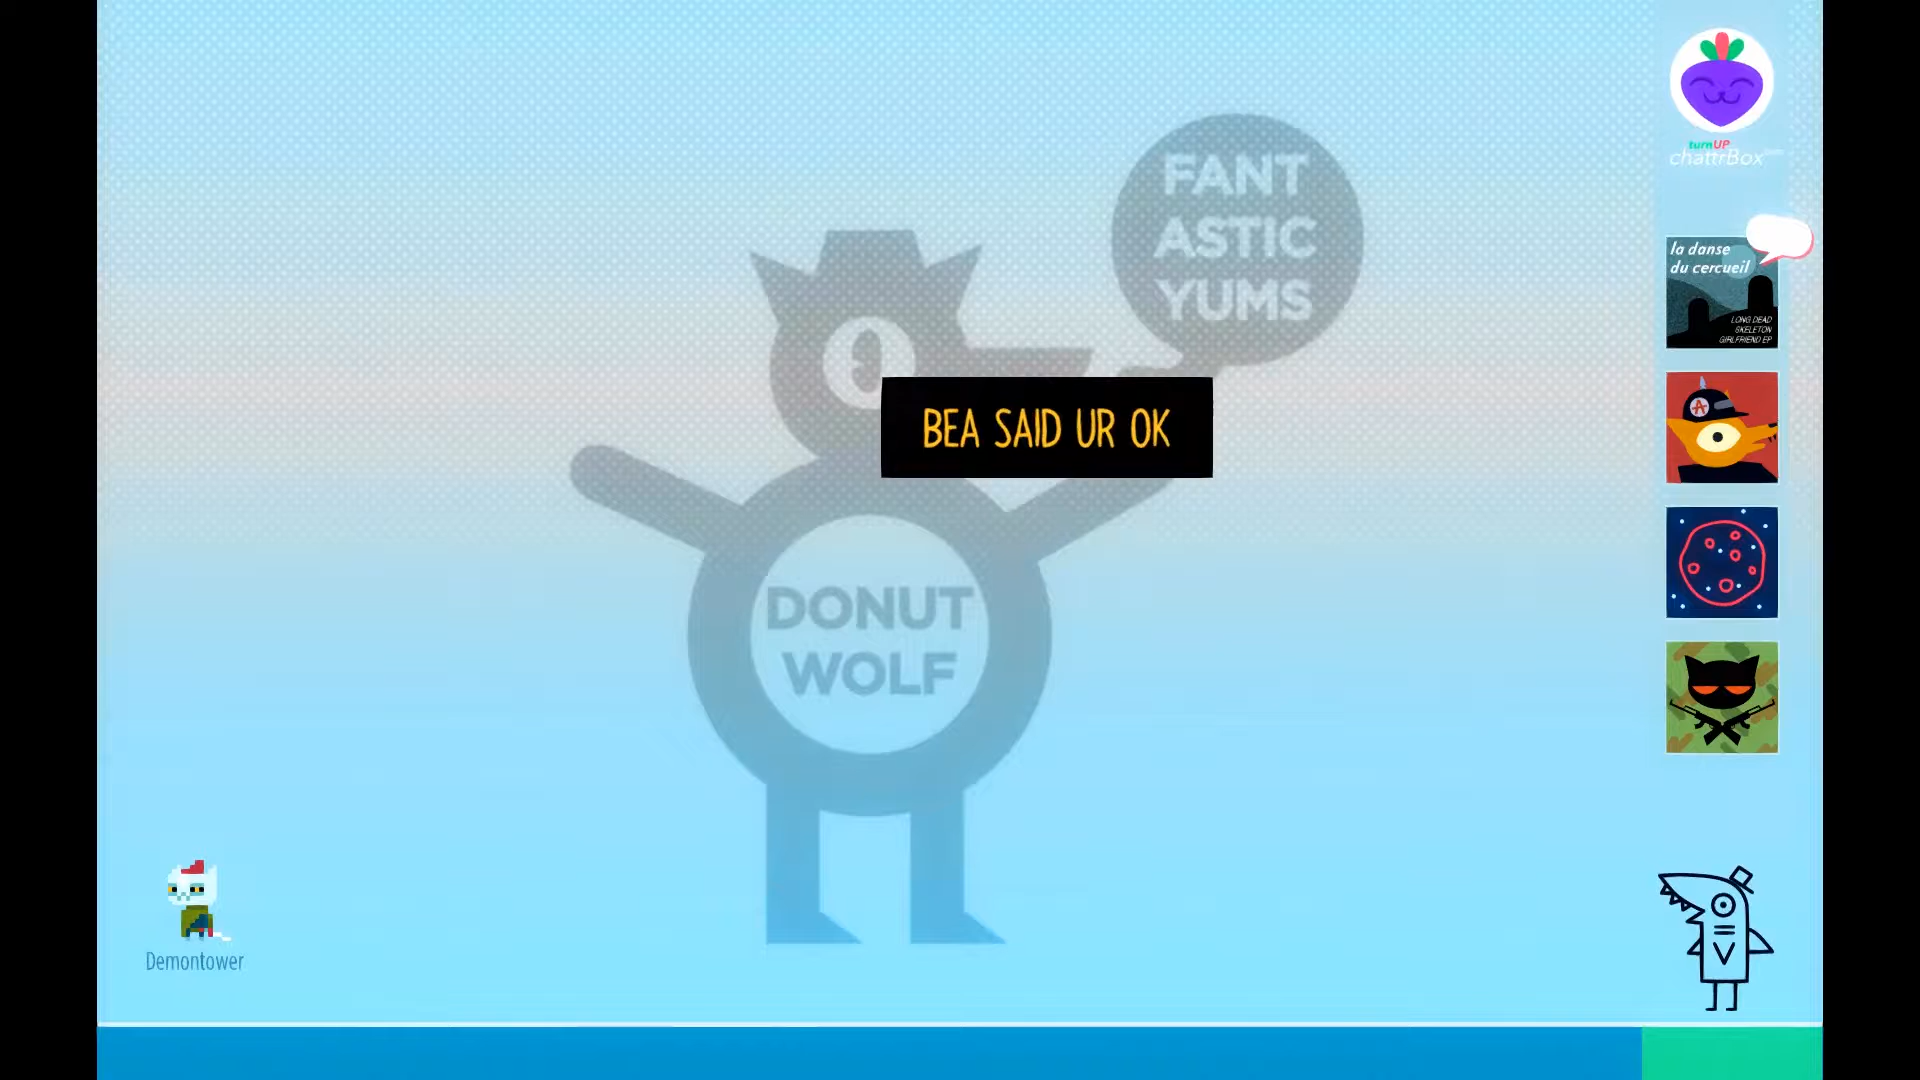 turnUP
chattrBox
FANT
ASTIC
YUMS
la danse
du cercueil
LONG DEAD
SKELETON
GIRLFRIEND EP
A
BEA SAID UR OK
DONUT
WOLF
Demontower